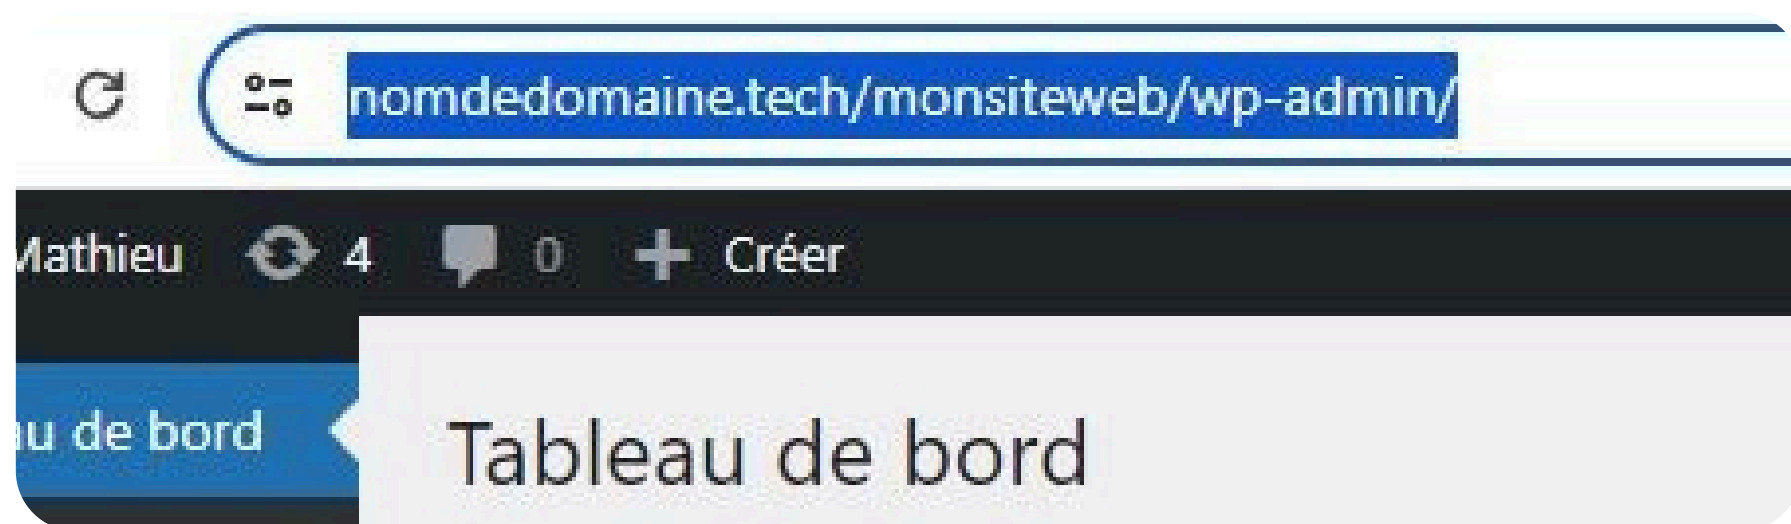 nomdedomaine.tech/monsiteweb/wp-admin/
Mathieu 4 0 + Créer
au de bord
Tableau de bord